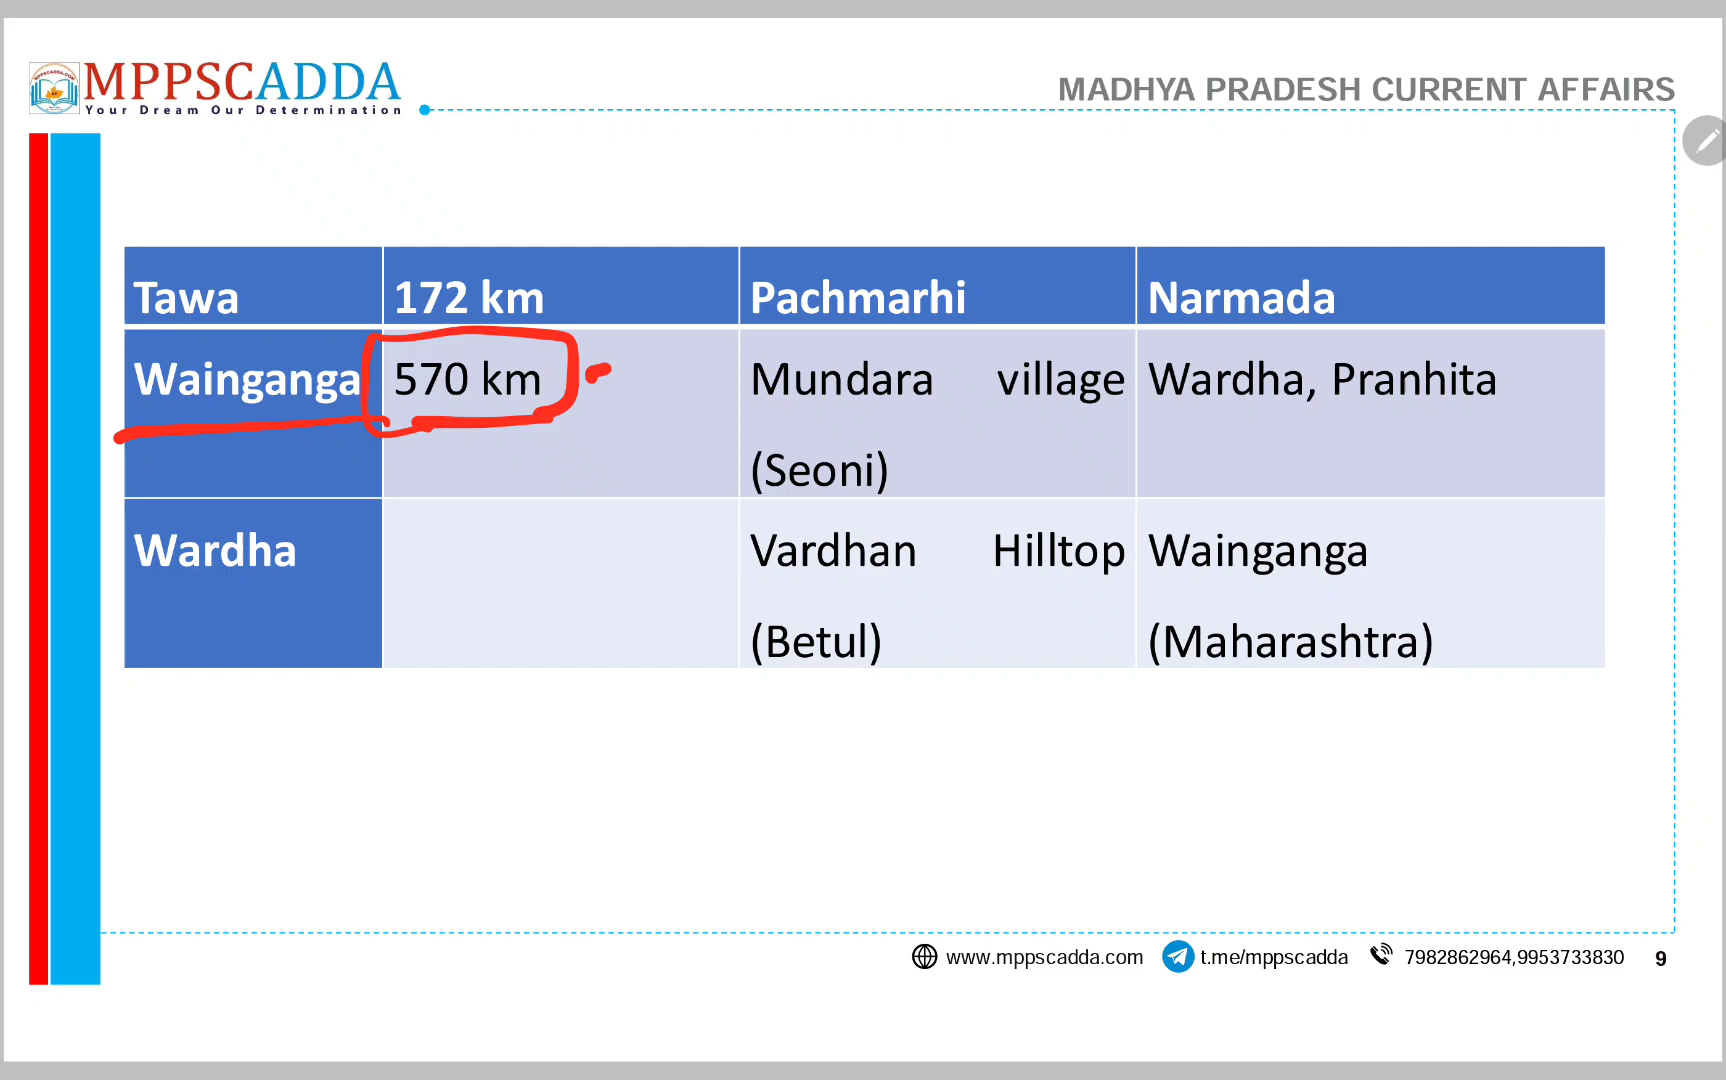 MPPSCADDA
Your Dream Our Determination
MADHYA PRADESH CURRENT AFFAIRS
Tawa 172 km Pachmarhi Narmada
Wainganga 570 km Mundara village Wardha, Pranhita
(Seoni)
Wardha Vardhan Hilltop Wainganga
(Betul) (Maharashtra)
www.mppscadda.com t.me/mppscadda 7982862964,9953733830 9